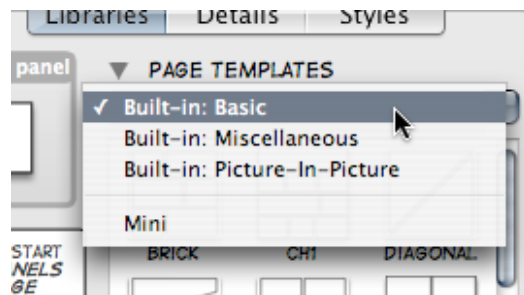 Libraries Details Styles
panel ▼ PAGE TEMPLATES
✓ Built-in: Basic
Built-in: Miscellaneous
Built-in: Picture-In-Picture
Mini
START
NELS
GE
BRICK CH1 DIAGONAL